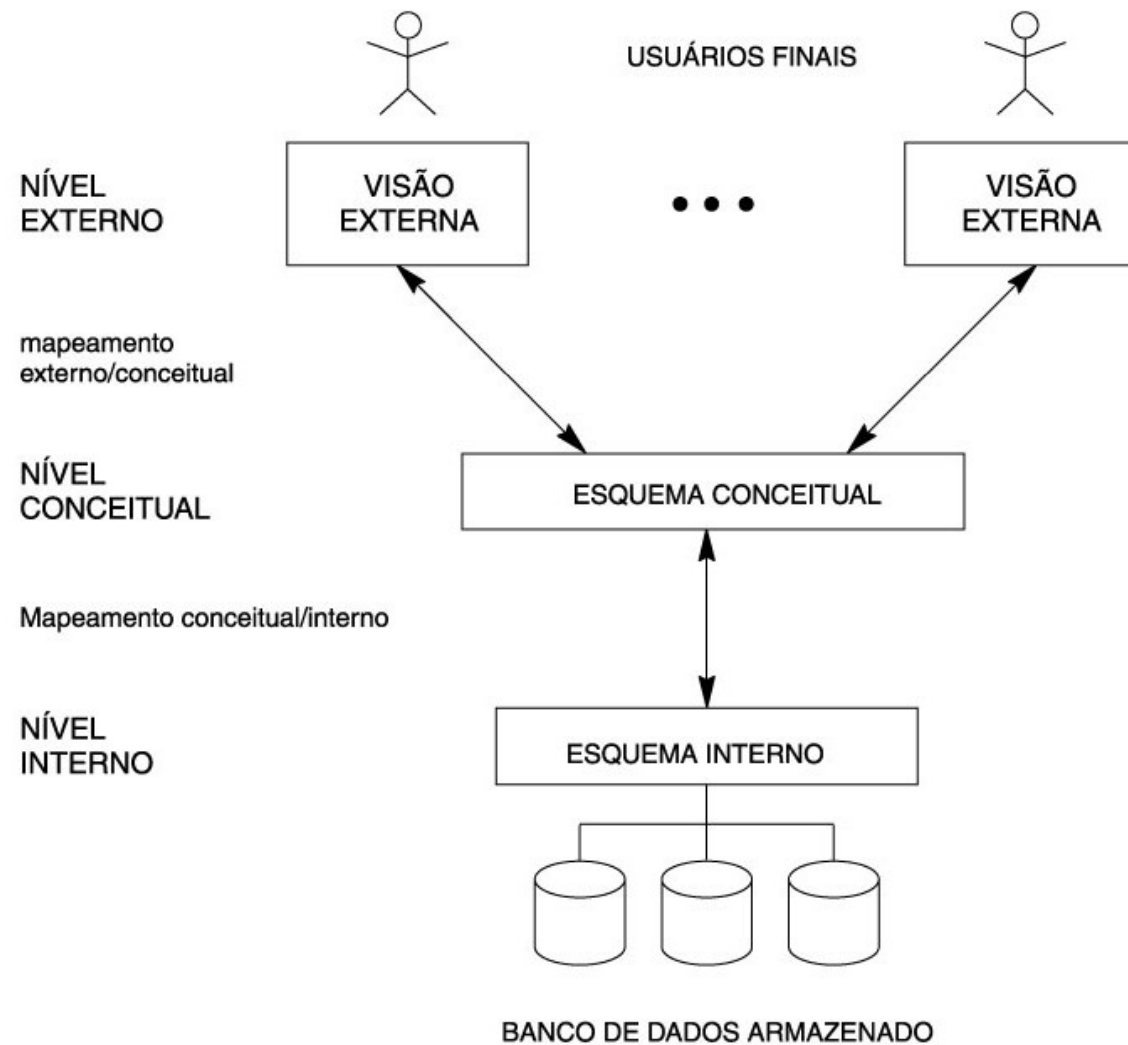 USUÁRIOS FINAIS
NÍVEL
EXTERNO
VISÃO
EXTERNA
VISÃO
EXTERNA
mapeamento
externo/conceitual
NÍVEL
CONCEITUAL
ESQUEMA CONCEITUAL
Mapeamento conceitual/interno
NÍVEL
INTERNO
ESQUEMA INTERNO
BANCO DE DADOS ARMAZENADO